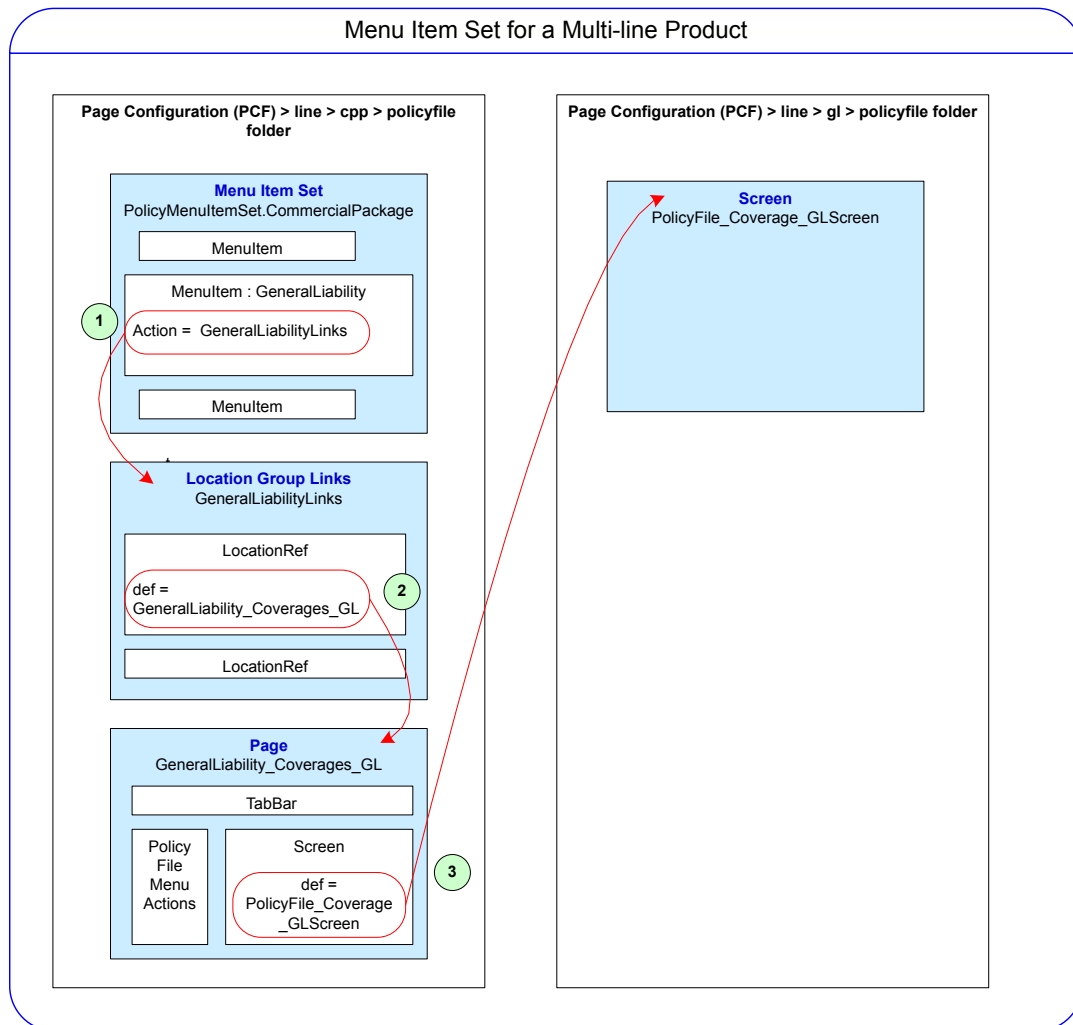 Menu Item Set for a Multi-line Product
Page Configuration (PCF) > line > cpp > policyfile
folder
Menu Item Set
PolicyMenuItemSet.CommercialPackage
MenuItem
MenuItem : GeneralLiability
1
Action =  GeneralLiabilityLinks
MenuItem
Location Group Links
GeneralLiabilityLinks
LocationRef
def =
GeneralLiability_Coverages_GL
2
LocationRef
Page
GeneralLiability_Coverages_GL
TabBar
Policy
File
Menu
Actions
Screen
def =
PolicyFile_Coverage
_GLScreen
3
Page Configuration (PCF) > line > gl > policyfile folder
Screen
PolicyFile_Coverage_GLScreen